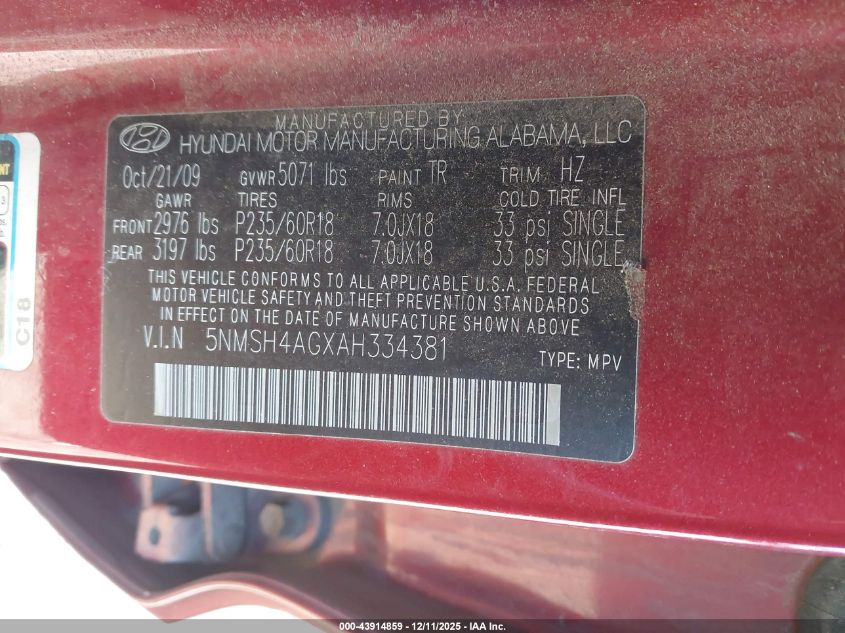 MANUFACTURED BY
HYUNDAI MOTOR MANUFACTURING ALABAMA, LLC
Oct/21/09 GVWR 5071 lbs PAINT TR TRIM HZ
GAWR TIRES RIMS COLD TIRE INFL
FRONT 2976 lbs P235/60R18 7.0JX18 33 psi SINGLE
REAR 3197 lbs P235/60R18 7.0JX18 33 psi SINGLE
THIS VEHICLE CONFORMS TO ALL APPLICABLE U.S.A. FEDERAL
MOTOR VEHICLE SAFETY AND THEFT PREVENTION STANDARDS
IN EFFECT ON THE DATE OF MANUFACTURE SHOWN ABOVE
V.I.N 5NMSH4AGXAH334381 TYPE: MPV
C18
#OWNER: 43914859 - 12/11/2025 - IAA Inc.